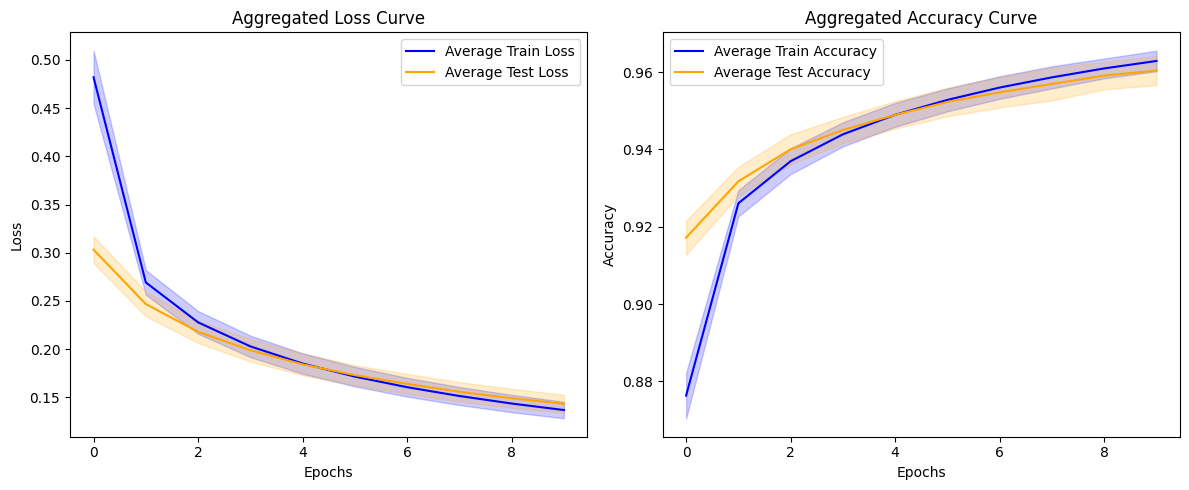 Aggregated Loss Curve
Average Train Loss
Average Test Loss
0.50
0.45
0.40
0.35
0.30
0.25
0.20
0.15
Loss
0 2 4 6 8
Epochs
Aggregated Accuracy Curve
Average Train Accuracy
Average Test Accuracy
0.96
0.94
0.92
0.90
0.88
Accuracy
0 2 4 6 8
Epochs